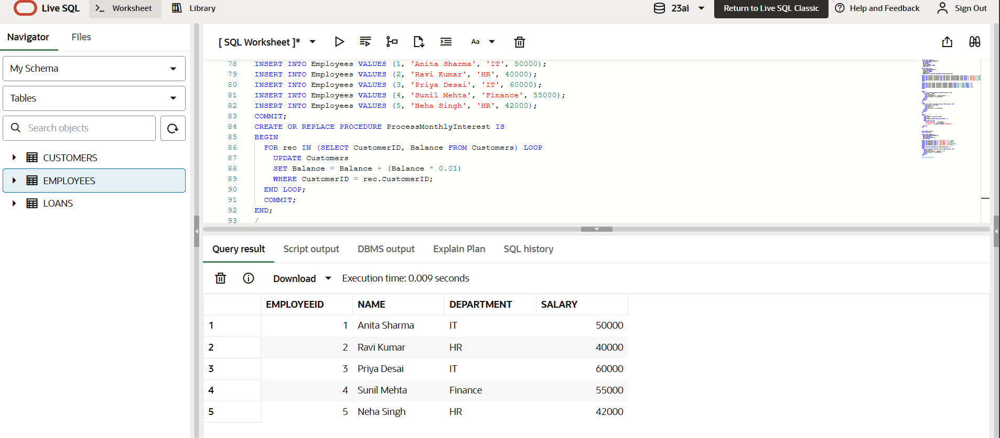 Live SQL
Worksheet
Library
23ai
Return to Live SQL Classic
Help and Feedback
Sign Out
Navigator
Files
My Schema
Tables
Search objects
CUSTOMERS
EMPLOYEES
LOANS
[ SQL Worksheet ]*
Aa
78 INSERT INTO Employees VALUES (1, 'Anita Sharma', 'IT', 50000);
79 INSERT INTO Employees VALUES (2, 'Ravi Kumar', 'HR', 40000);
80 INSERT INTO Employees VALUES (3, 'Priya Desai', 'IT', 60000);
81 INSERT INTO Employees VALUES (4, 'Sunil Mehta', 'Finance', 55000);
82 INSERT INTO Employees VALUES (5, 'Neha Singh', 'HR', 42000);
83 COMMIT;
84 CREATE OR REPLACE PROCEDURE ProcessMonthlyInterest IS
85 BEGIN
86 FOR rec IN (SELECT CustomerID, Balance FROM Customers) LOOP
87 UPDATE Customers
88 SET Balance = Balance + (Balance * 0.01)
89 WHERE CustomerID = rec.CustomerID;
90 END LOOP;
91 COMMIT;
92 END;
93 /
Query result
Script output
DBMS output
Explain Plan
SQL history
Download
Execution time: 0.009 seconds
EMPLOYEEID NAME DEPARTMENT SALARY
1 1 Anita Sharma IT 50000
2 2 Ravi Kumar HR 40000
3 3 Priya Desai IT 60000
4 4 Sunil Mehta Finance 55000
5 5 Neha Singh HR 42000